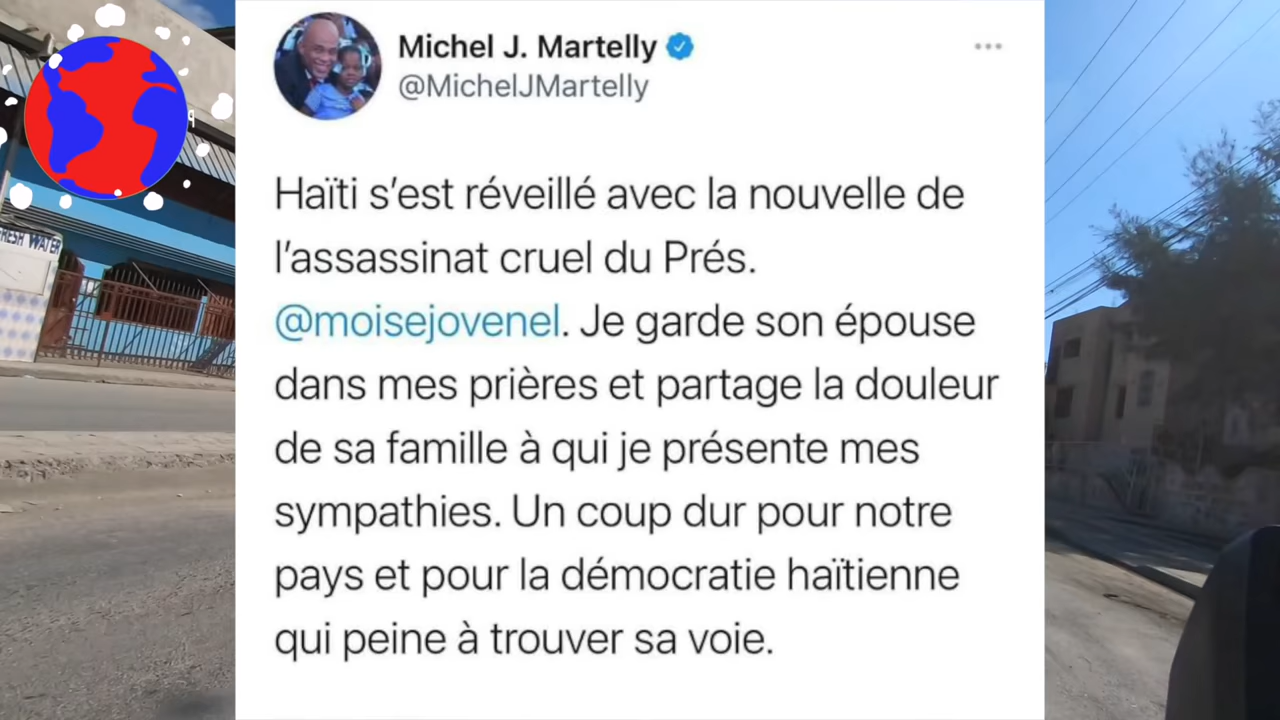 Michel J. Martelly
@MichelJMartelly
Haïti s’est réveillé avec la nouvelle de
l’assassinat cruel du Prés.
@moisejovenel. Je garde son épouse
dans mes prières et partage la douleur
de sa famille à qui je présente mes
sympathies. Un coup dur pour notre
pays et pour la démocratie haïtienne
qui peine à trouver sa voie.
WATER